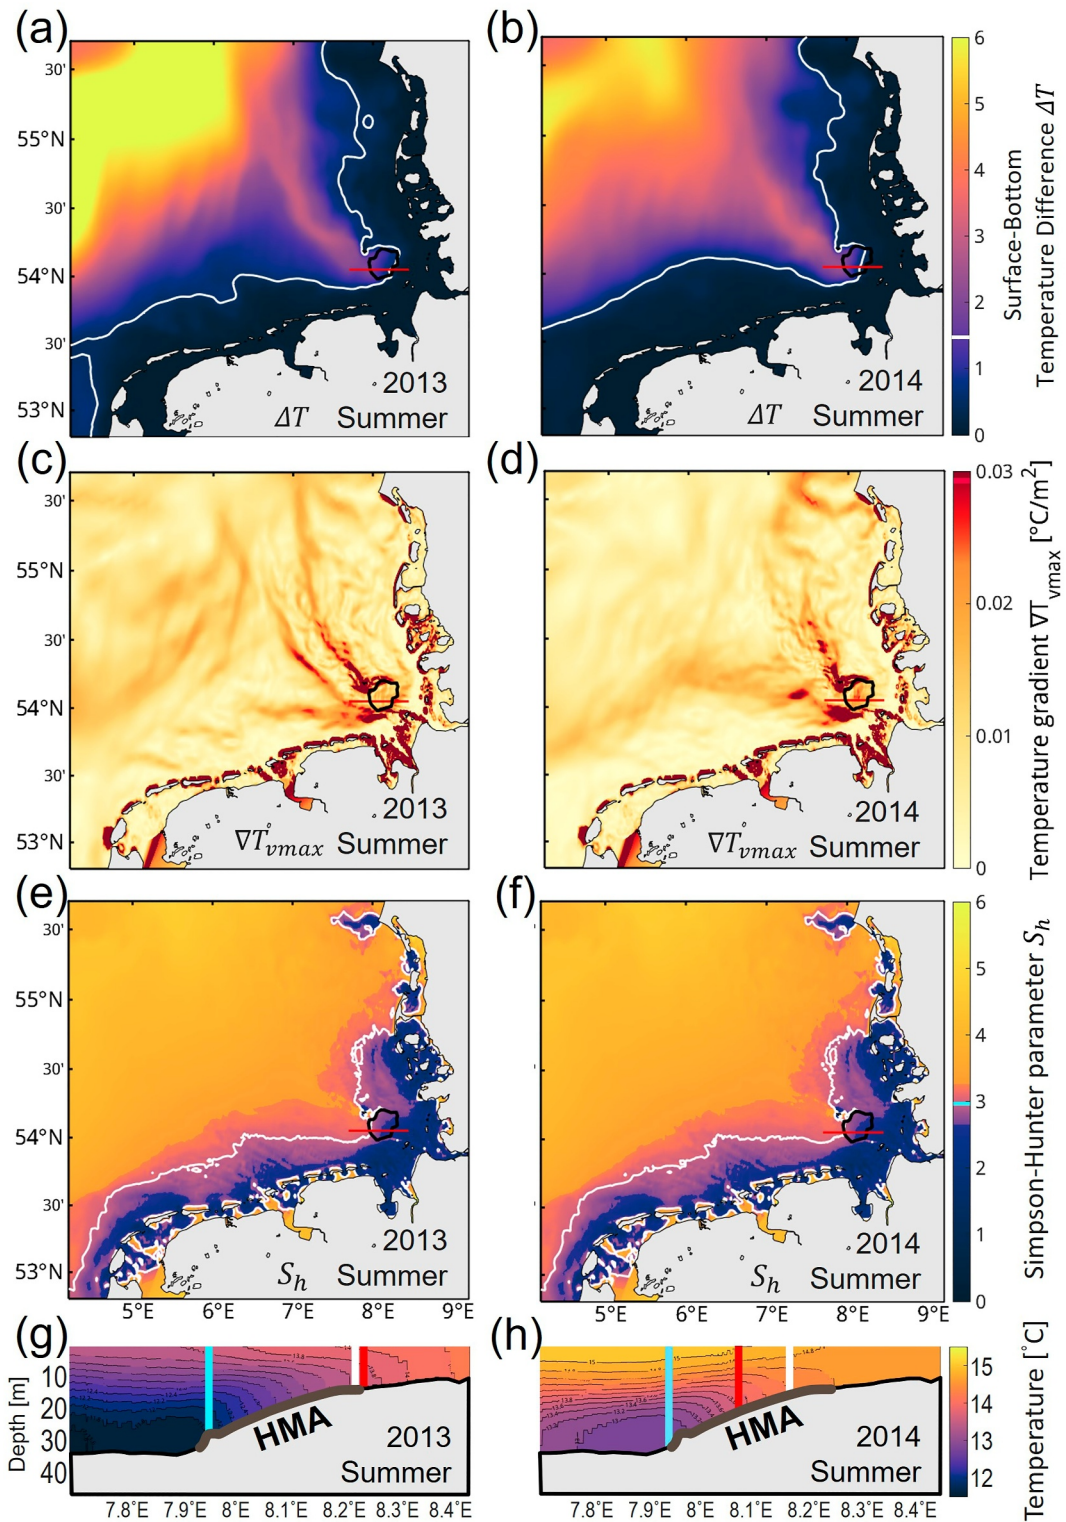 (a)
(b)
30'
55°N
30'
54°N
30'
53°N
2013
ΔT Summer
2014
ΔT Summer
6
5
4
3
2
1
0
Surface-Bottom
Temperature Difference ΔT
(c)
(d)
30'
55°N
30'
54°N
30'
53°N
2013
∇Tvmax Summer
2014
∇Tvmax Summer
0.03
0.02
0.01
0
Temperature gradient ∇Tvmax [°C/m²]
(e)
(f)
30'
55°N
30'
54°N
30'
53°N
2013
Sh Summer
2014
Sh Summer
5°E 6°E 7°E 8°E 9°E
5°E 6°E 7°E 8°E 9°E
6
5
4
3
2
1
0
Simpson-Hunter parameter Sh
(g)
(h)
10
20
30
40
Depth [m]
HMA
2013
Summer
HMA
2014
Summer
7.8°E 7.9°E 8°E 8.1°E 8.2°E 8.3°E 8.4°E
7.8°E 7.9°E 8°E 8.1°E 8.2°E 8.3°E 8.4°E
15
14
13
12
Temperature [°C]